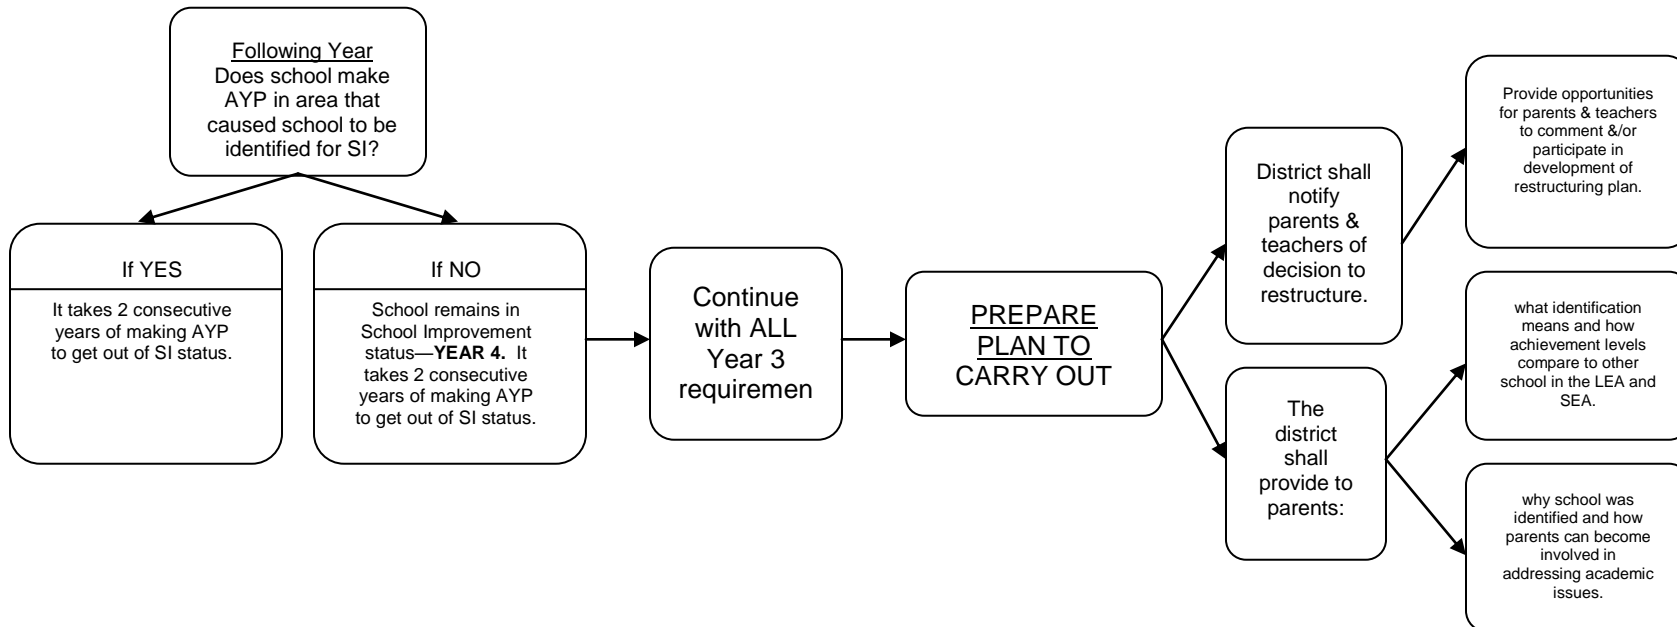 Following Year
Does school make
AYP in area that
caused school to be
identified for SI?
If YES
It takes 2 consecutive
years of making AYP
to get out of SI status.
If NO
School remains in
School Improvement
status—YEAR 4.  It
takes 2 consecutive
years of making AYP
to get out of SI status.
Continue
with ALL
Year 3
requiremen
PREPARE
PLAN TO
CARRY OUT
District shall
notify
parents &
teachers of
decision to
restructure.
Provide opportunities
for parents & teachers
to comment &/or
participate in
development of
restructuring plan.
The
district
shall
provide to
parents:
what identification
means and how
achievement levels
compare to other
school in the LEA and
SEA.
why school was
identified and how
parents can become
involved in
addressing academic
issues.